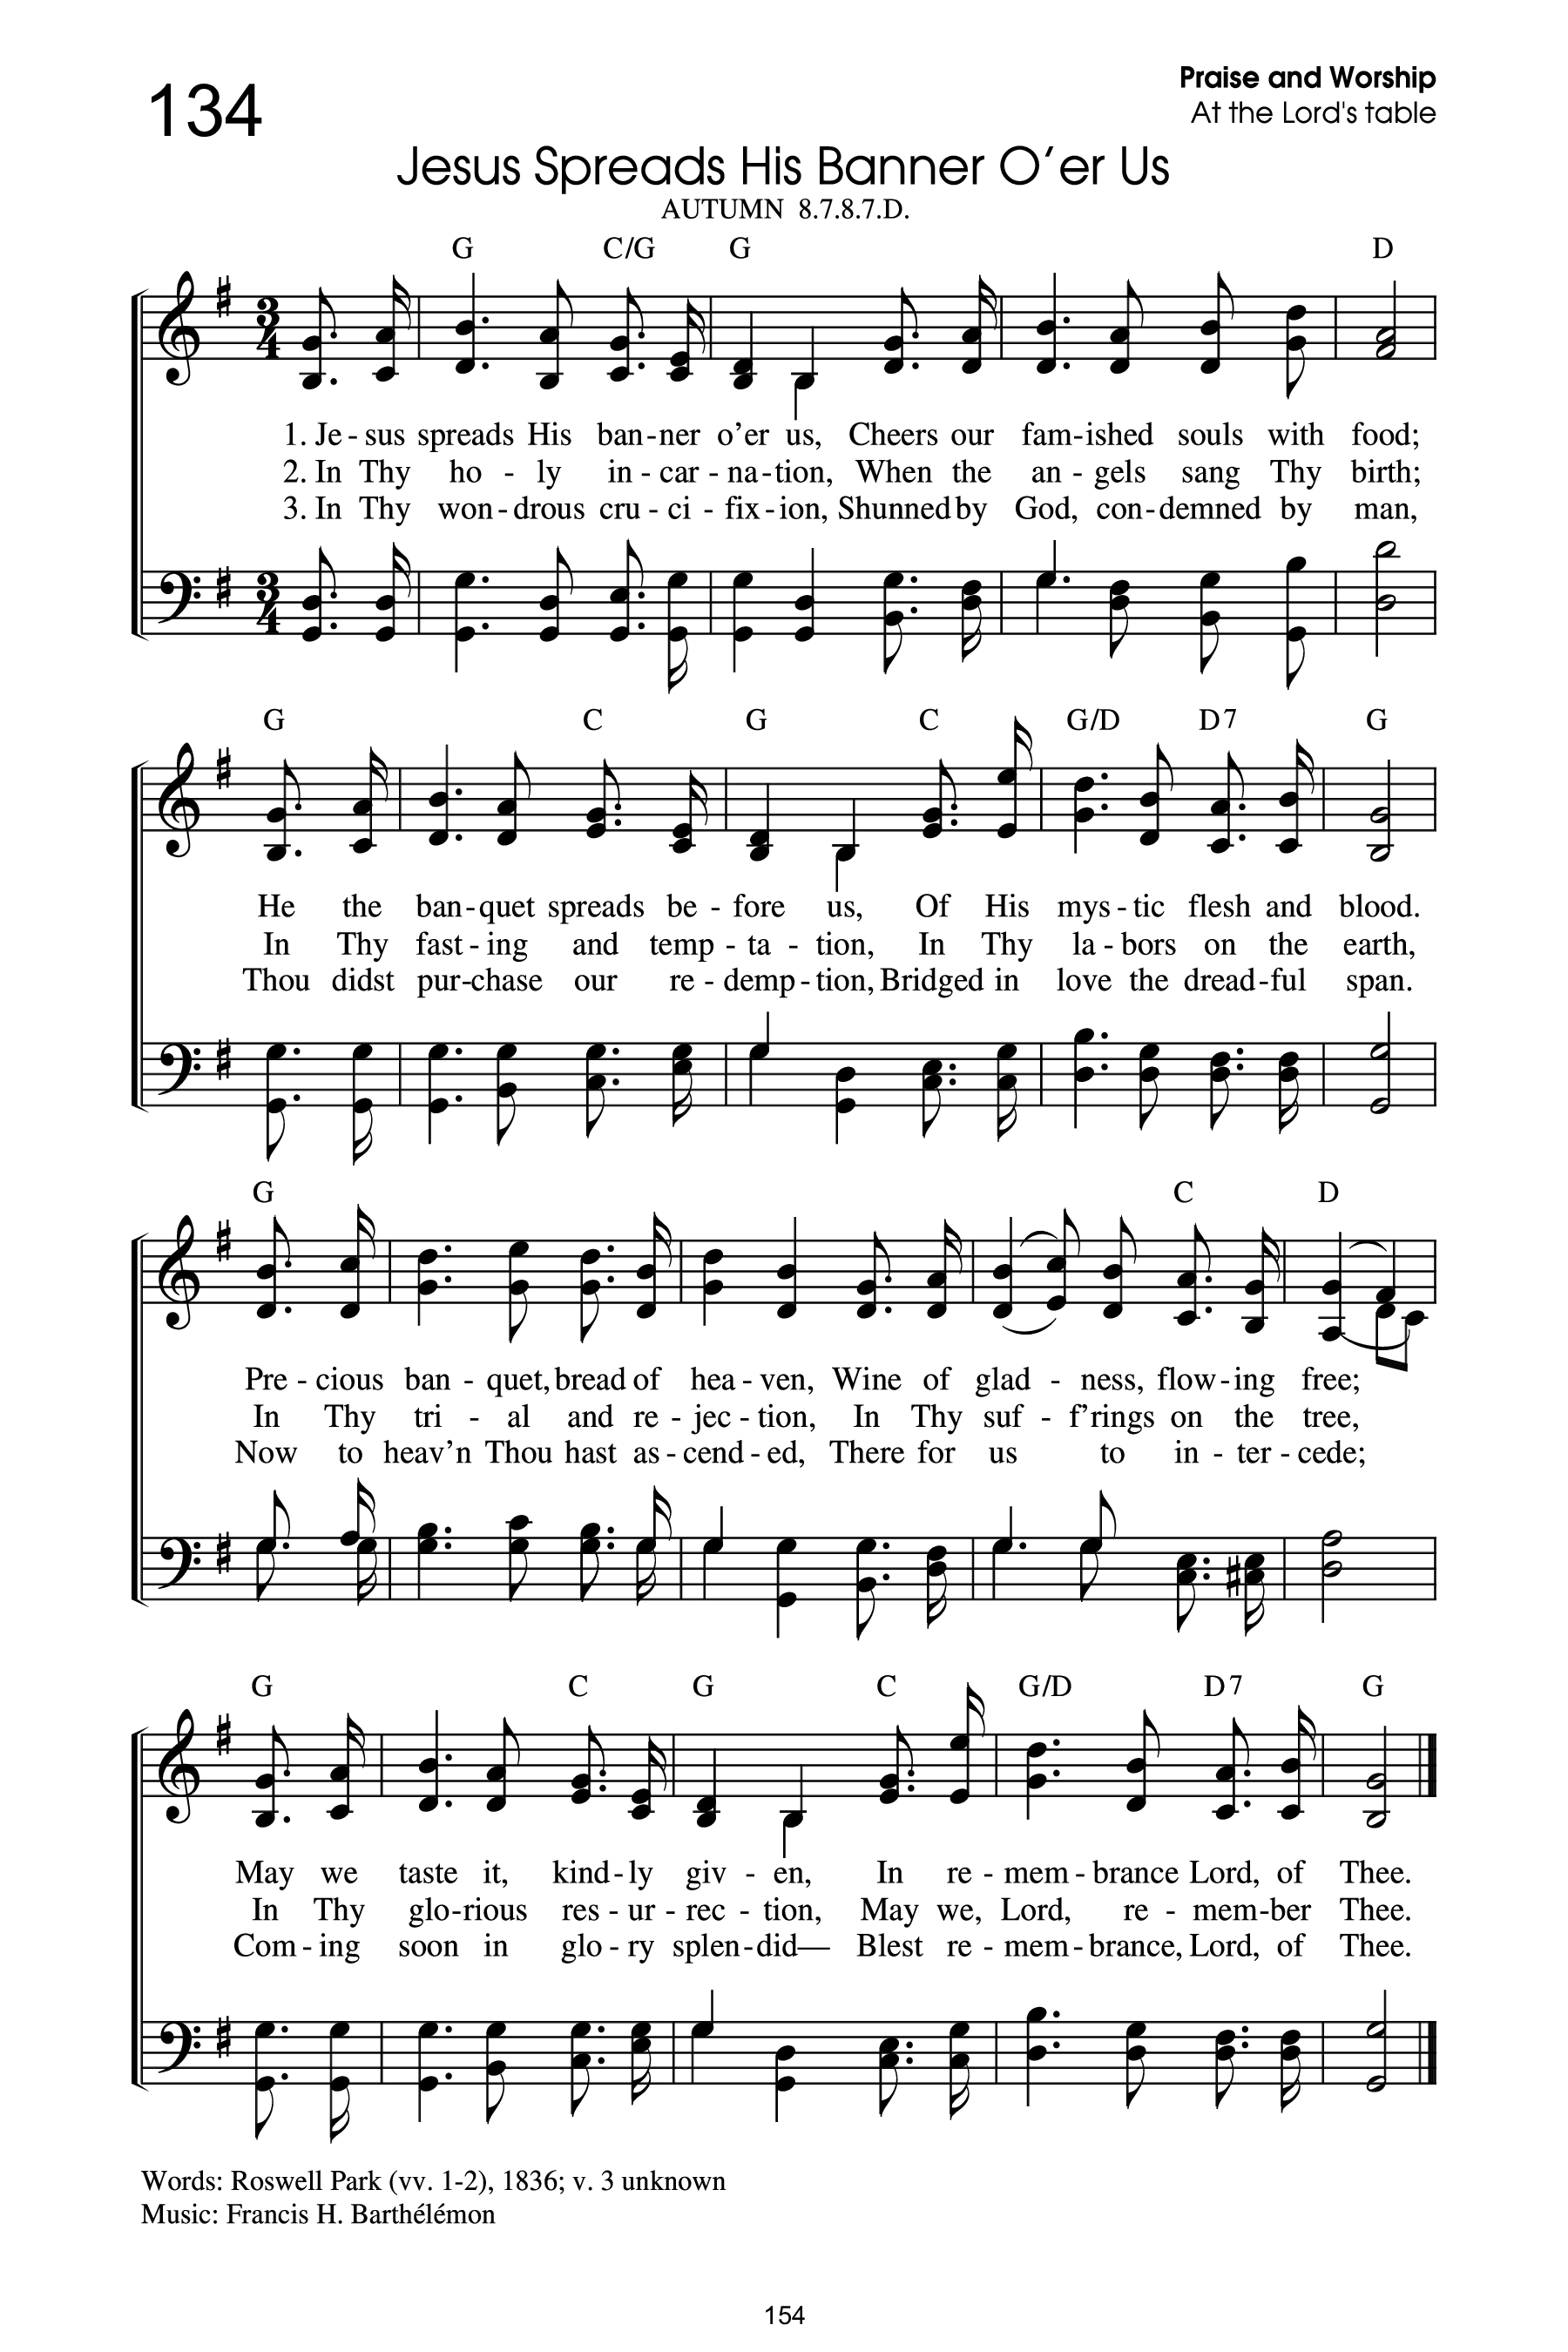 134
Praise and Worship
At the Lord's table
Jesus Spreads His Banner O’er Us
AUTUMN 8.7.8.7.D.
G C/G G D
1. Je - sus spreads His ban - ner o’er us, Cheers our fam - ished souls with food;
2. In Thy ho - ly in - car - na - tion, When the an - gels sang Thy birth;
3. In Thy won - drous cru - ci - fix - ion, Shunned by God, con - demned by man,
G C G C G/D D7 G
He the ban - quet spreads be - fore us, Of His mys - tic flesh and blood.
In Thy fast - ing and temp - ta - tion, In Thy la - bors on the earth,
Thou didst pur - chase our re - demp - tion, Bridged in love the dread - ful span.
G C D
Pre - cious ban - quet, bread of hea - ven, Wine of glad - ness, flow - ing free;
In Thy tri - al and re - jec - tion, In Thy suf - f’rings on the tree,
Now to heav’n Thou hast as - cend - ed, There for us to in - ter - cede;
G C G C G/D D7 G
May we taste it, kind - ly giv - en, In re - mem - brance Lord, of Thee.
In Thy glo - rious res - ur - rec - tion, May we, Lord, re - mem - ber Thee.
Com - ing soon in glo - ry splen - did— Blest re - mem - brance, Lord, of Thee.
Words: Roswell Park (vv. 1-2), 1836; v. 3 unknown
Music: Francis H. Barthélémon
154